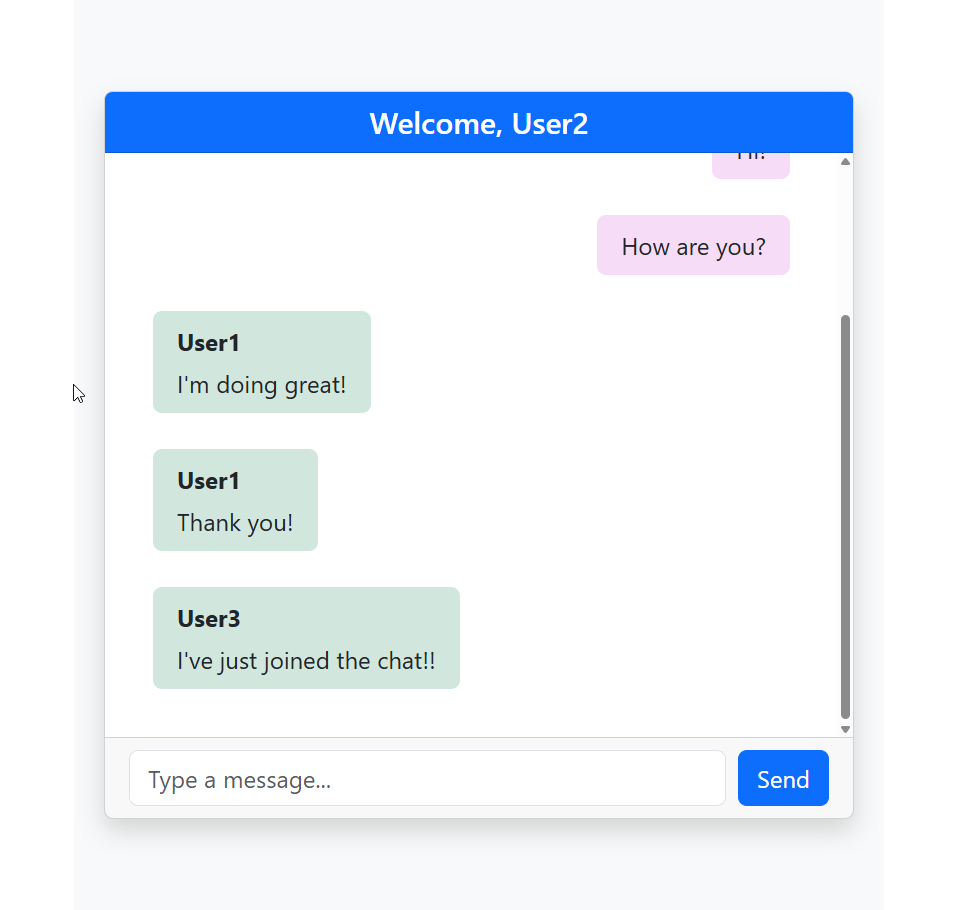 Welcome, User2
Hi!
How are you?
User1
I'm doing great!
User1
Thank you!
User3
I've just joined the chat!!
Type a message...
Send